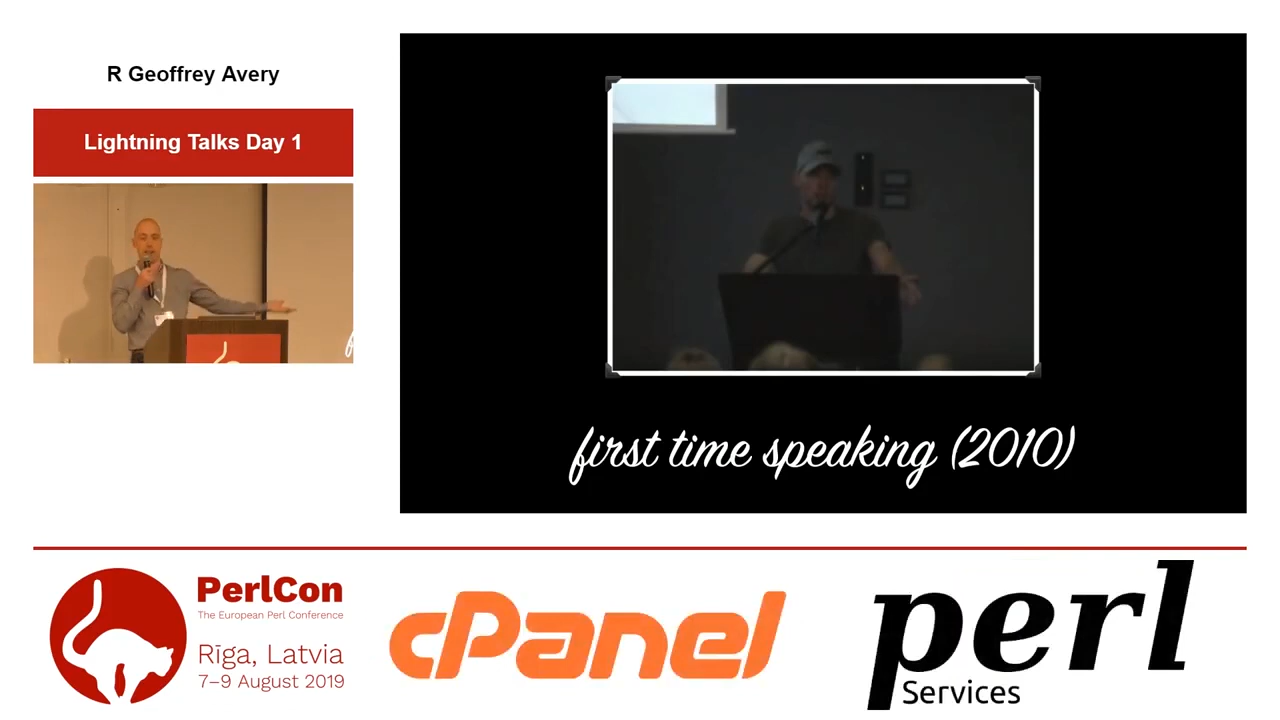 R Geoffrey Avery
Lightning Talks Day 1
first time speaking (2010)
PerlCon
The European Perl Conference
Rīga, Latvia
7–9 August 2019
cPanel
perl
Services